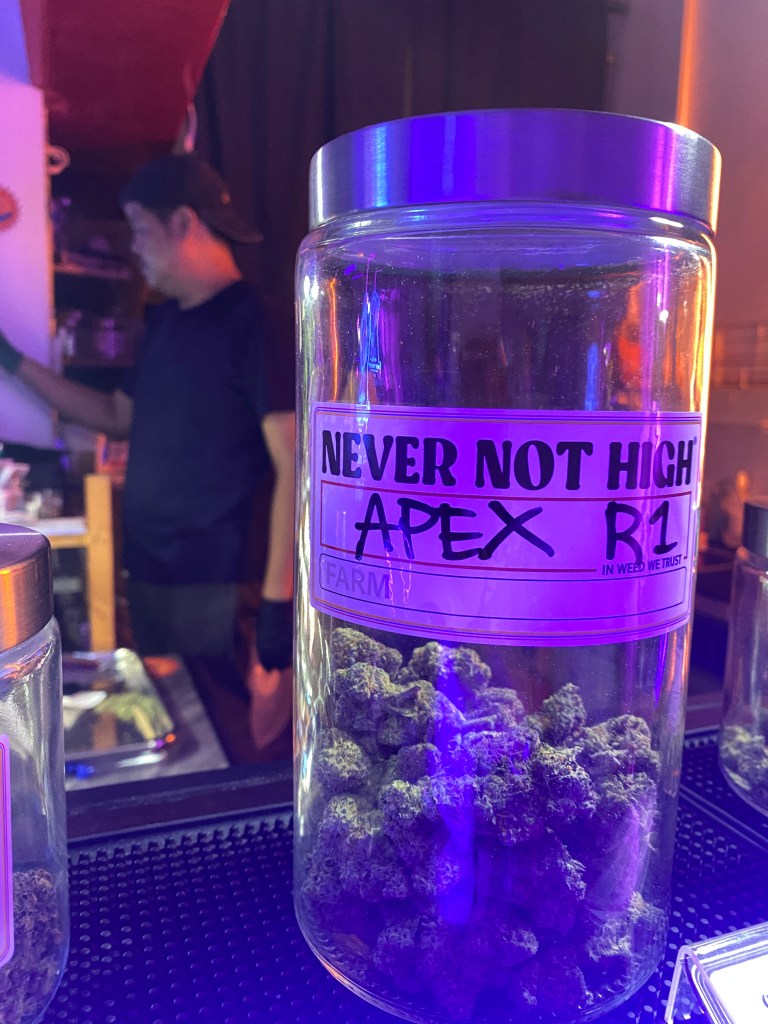 NEVER NOT HIGH
APEX R1
IN WEED WE TRUST
FARM